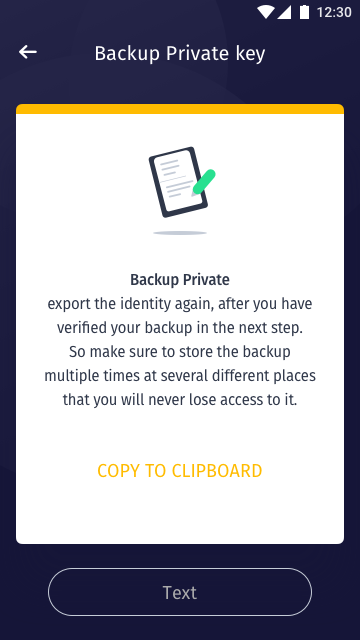 12:30
Backup Private key
Backup Private
export the identity again, after you have
verified your backup in the next step.
So make sure to store the backup
multiple times at several different places
that you will never lose access to it.
COPY TO CLIPBOARD
Text